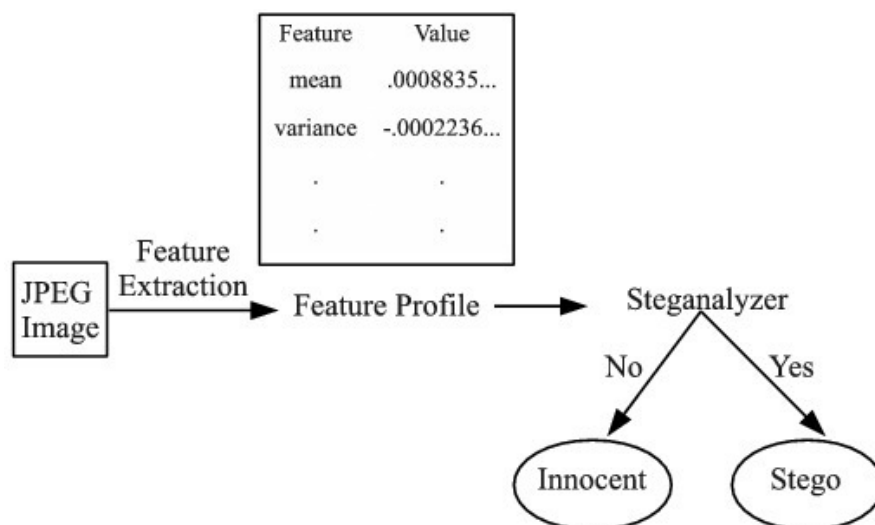 Feature Value
mean .0008835...
variance -.0002236...
. .
. .
Feature
Extraction
JPEG
Image
Feature Profile
Steganalyzer
No
Yes
Innocent
Stego